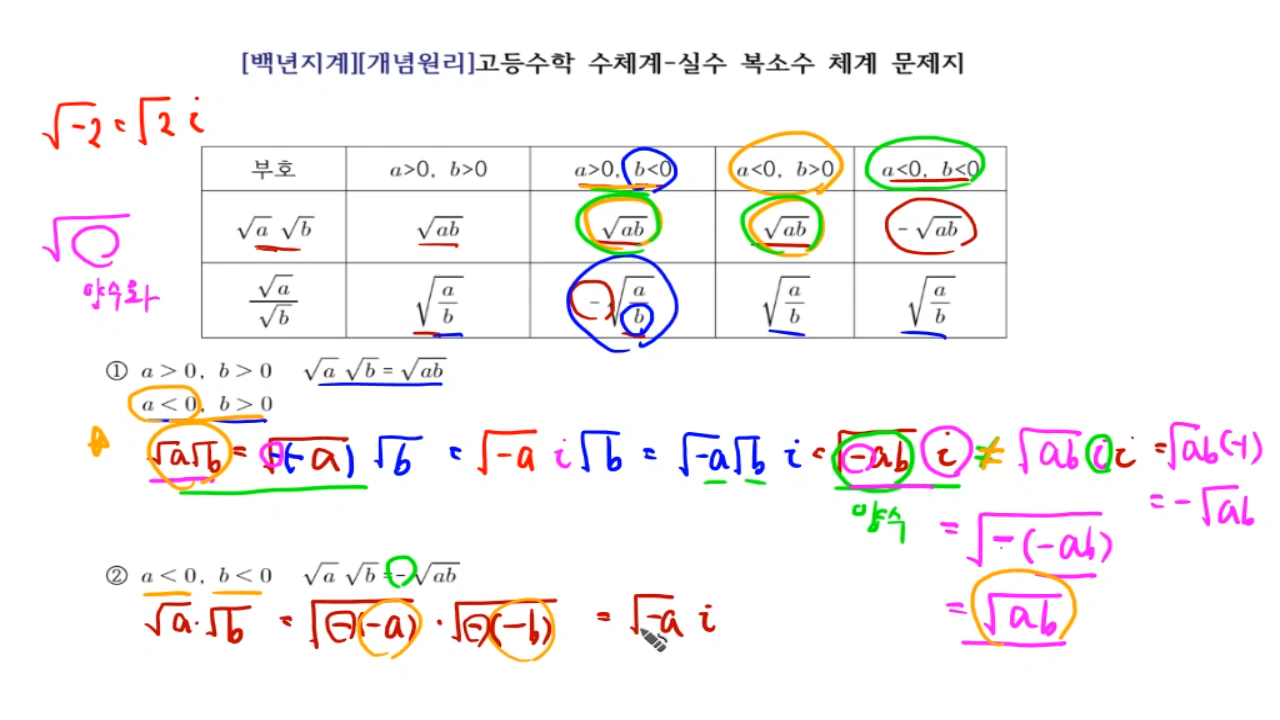 [백년지계][개념원리]고등수학 수체계-실수 복소수 체계 문제지
√-2 = √2 i
부호 a>0, b>0 a>0, b<0 a<0, b>0 a<0, b<0
√a √b √ab √ab √ab -√ab
√a/√b √(a/b) -√(a/b) √(a/b) √(a/b)
√○
양수와
① a>0, b>0 √a √b = √ab
a<0, b>0
√a√b = √-(-a) √b = √-a i √b = √-a√b i = √-ab i ≠ √ab i i = √ab(-1)
양수
= -√ab
= √-(-ab)
= √ab
② a<0, b<0 √a √b = -√ab
√a·√b = √(-)(-a) · √(-)(-b) = √-a i